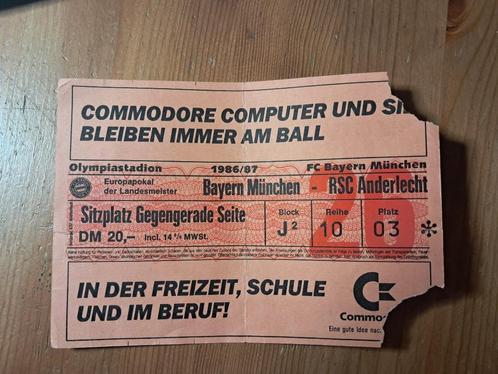 COMMODORE COMPUTER UND SIE
BLEIBEN IMMER AM BALL
Olympiastadion 1986/87 FC Bayern München
Europapokal
der Landesmeister
Bayern München - RSC Anderlecht
Sitzplatz Gegengerade Seite
DM 20,— incl. 14 % MWSt.
Block Reihe Platz
J2 10 03 *
IN DER FREIZEIT, SCHULE
UND IM BERUF!
Commo
Eine gute Idee nac